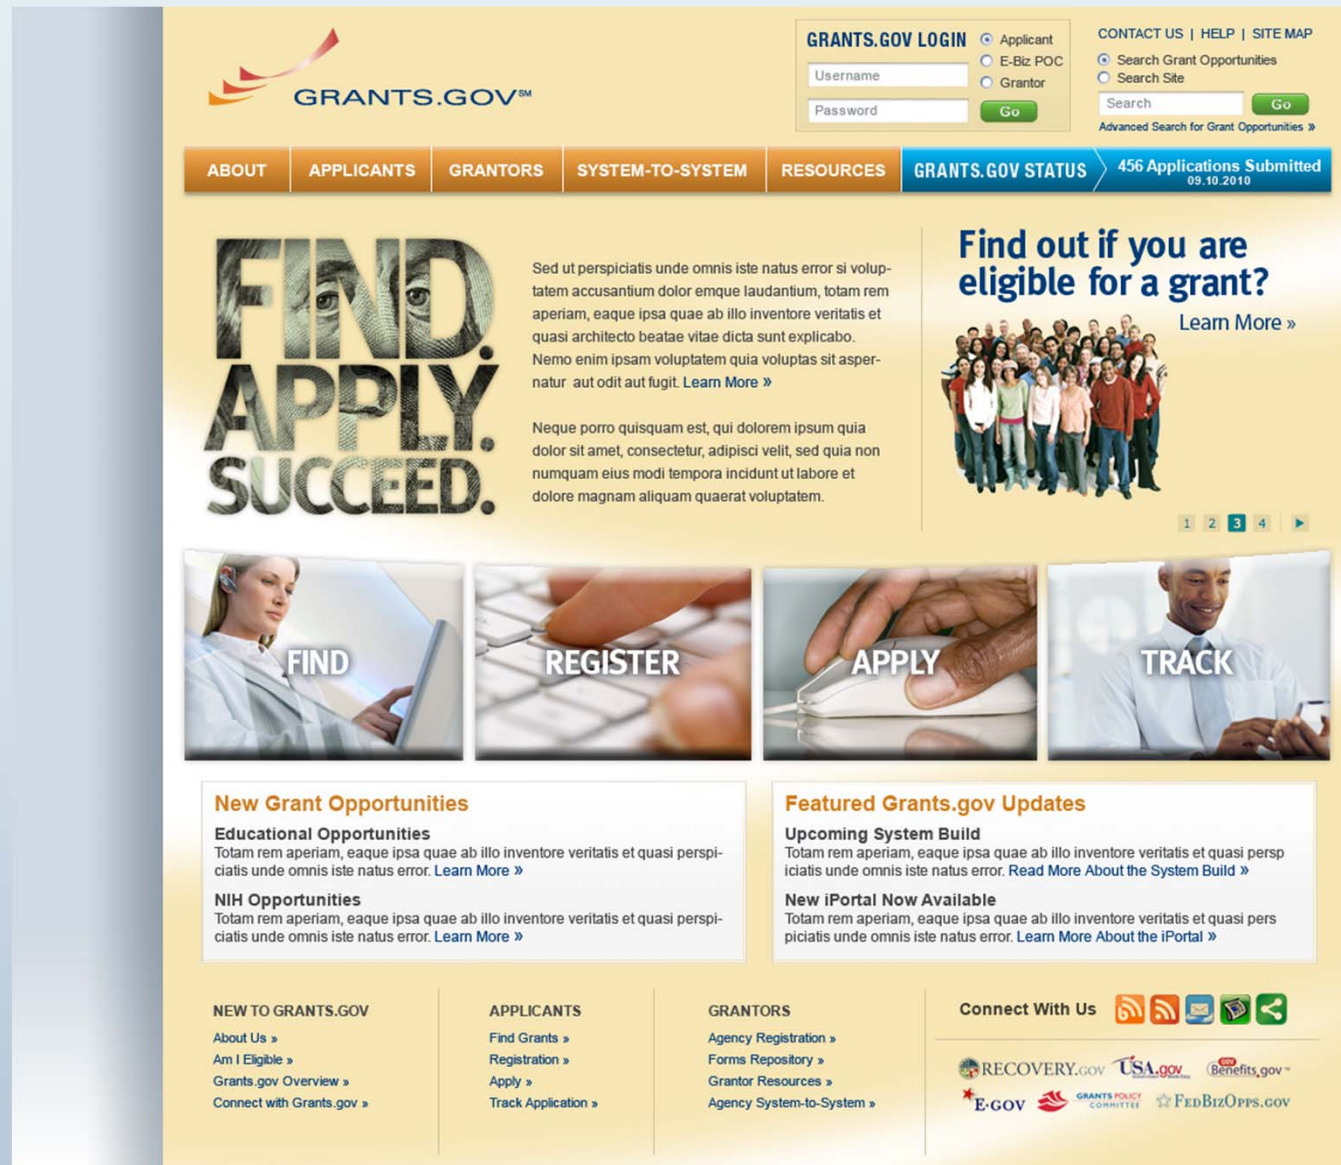 GRANTS.GOV℠
GRANTS.GOV LOGIN
Applicant
E-Biz POC
Grantor
Username
Password
Go
CONTACT US | HELP | SITE MAP
Search Grant Opportunities
Search Site
Search
Go
Advanced Search for Grant Opportunities »
ABOUT
APPLICANTS
GRANTORS
SYSTEM-TO-SYSTEM
RESOURCES
GRANTS.GOV STATUS
456 Applications Submitted
09.10.2010
FIND.
APPLY.
SUCCEED.
Sed ut perspiciatis unde omnis iste natus error si volup-
tatem accusantium dolor emque laudantium, totam rem
aperiam, eaque ipsa quae ab illo inventore veritatis et
quasi architecto beatae vitae dicta sunt explicabo.
Nemo enim ipsam voluptatem quia voluptas sit asper-
natur aut odit aut fugit. Learn More »
Neque porro quisquam est, qui dolorem ipsum quia
dolor sit amet, consectetur, adipisci velit, sed quia non
numquam eius modi tempora incidunt ut labore et
dolore magnam aliquam quaerat voluptatem.
Find out if you are
eligible for a grant?
Learn More »
1 2 3 4
FIND
REGISTER
APPLY
TRACK
New Grant Opportunities
Educational Opportunities
Totam rem aperiam, eaque ipsa quae ab illo inventore veritatis et quasi perspi-
ciatis unde omnis iste natus error. Learn More »
NIH Opportunities
Totam rem aperiam, eaque ipsa quae ab illo inventore veritatis et quasi perspi-
ciatis unde omnis iste natus error. Learn More »
Featured Grants.gov Updates
Upcoming System Build
Totam rem aperiam, eaque ipsa quae ab illo inventore veritatis et quasi persp
iciatis unde omnis iste natus error. Read More About the System Build »
New iPortal Now Available
Totam rem aperiam, eaque ipsa quae ab illo inventore veritatis et quasi pers
piciatis unde omnis iste natus error. Learn More About the iPortal »
NEW TO GRANTS.GOV
About Us »
Am I Eligible »
Grants.gov Overview »
Connect with Grants.gov »
APPLICANTS
Find Grants »
Registration »
Apply »
Track Application »
GRANTORS
Agency Registration »
Forms Repository »
Grantor Resources »
Agency System-to-System »
Connect With Us
RECOVERY.GOV
USA.gov
GOV
Benefits.gov
E-GOV
GRANTS POLICY
COMMITTEE
FEDBIZOPPS.GOV